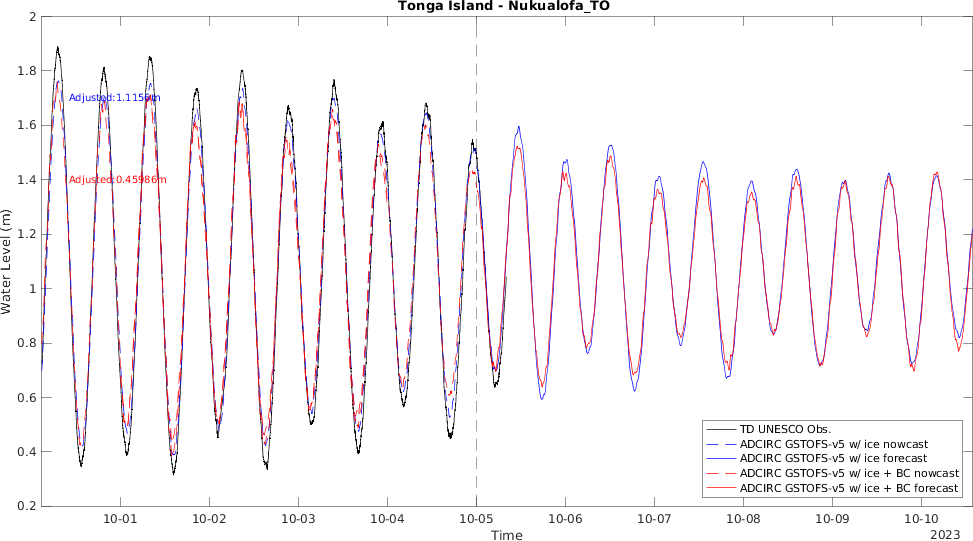 Tonga Island - Nukualofa_TO
2
1.8
1.6
1.4
1.2
1
0.8
0.6
0.4
0.2
Water Level (m)
Adjusted:1.1156m
Adjusted:0.45986m
10-01 10-02 10-03 10-04 10-05 10-06 10-07 10-08 10-09 10-10
Time
2023
TD UNESCO Obs.
ADCIRC GSTOFS-v5 w/ ice nowcast
ADCIRC GSTOFS-v5 w/ ice forecast
ADCIRC GSTOFS-v5 w/ ice + BC nowcast
ADCIRC GSTOFS-v5 w/ ice + BC forecast